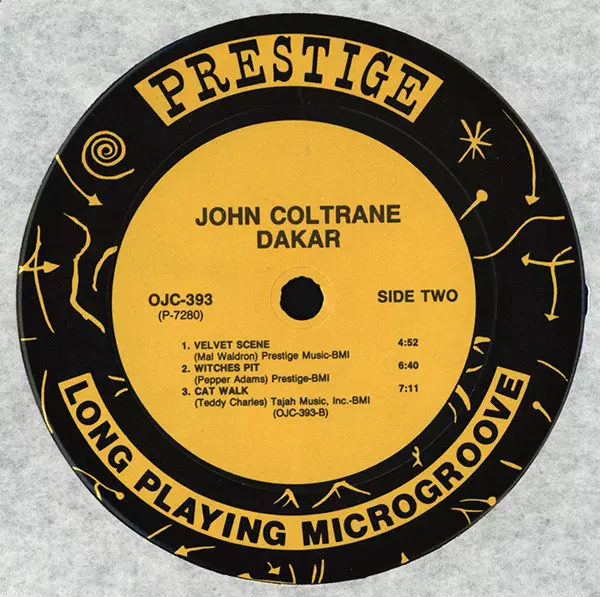 PRESTIGE
JOHN COLTRANE
DAKAR
OJC-393 SIDE TWO
(P-7280)
1. VELVET SCENE 4:52
(Mal Waldron) Prestige Music-BMI
2. WITCHES PIT 6:40
(Pepper Adams) Prestige-BMI
3. CAT WALK 7:11
(Teddy Charles) Tajah Music, Inc.-BMI
(OJC-393-B)
LONG PLAYING MICROGROOVE